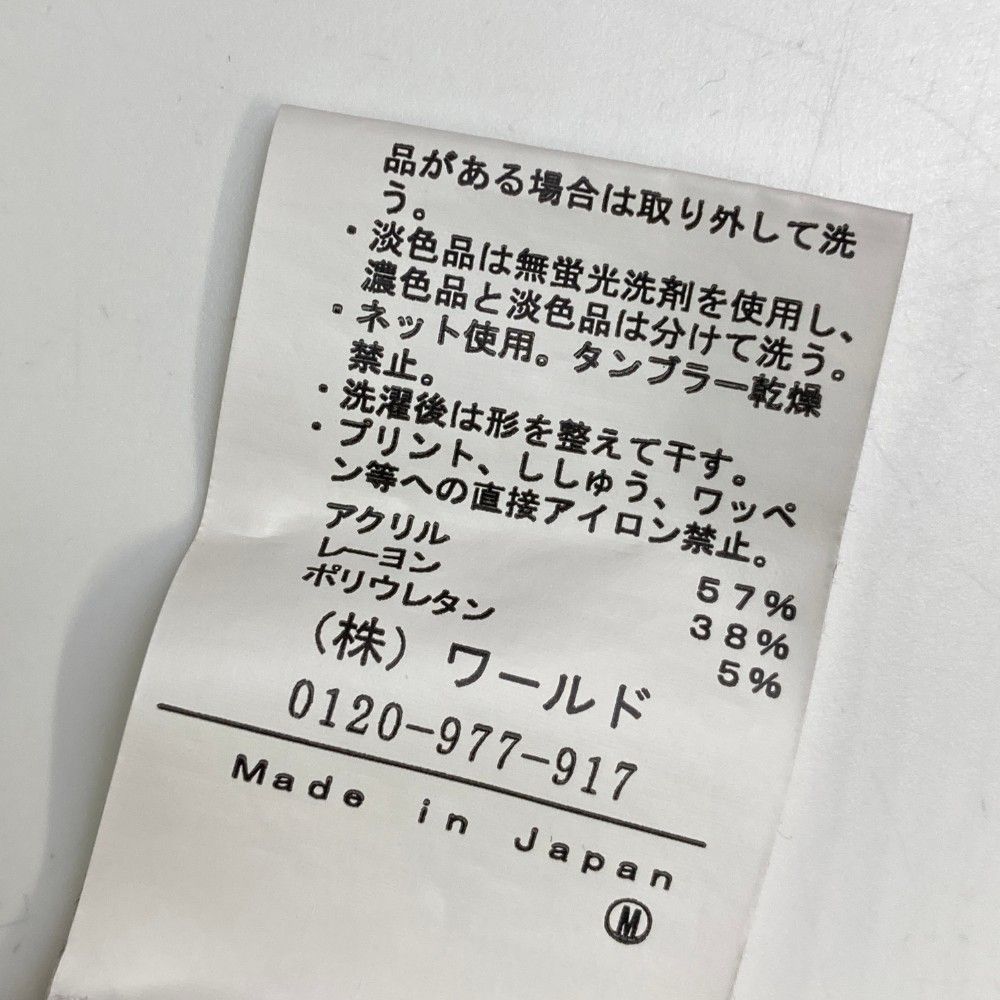 品がある場合は取り外して洗
う。
・淡色品は無蛍光洗剤を使用し、
濃色品と淡色品は分けて洗う。
・ネット使用。タンブラー乾燥
禁止。
・洗濯後は形を整えて干す。
・プリント、ししゅう、ワッペ
ン等への直接アイロン禁止。
アクリル 57%
レーヨン 38%
ポリウレタン 5%
(株) ワールド
0120-977-917
Made in Japan
M